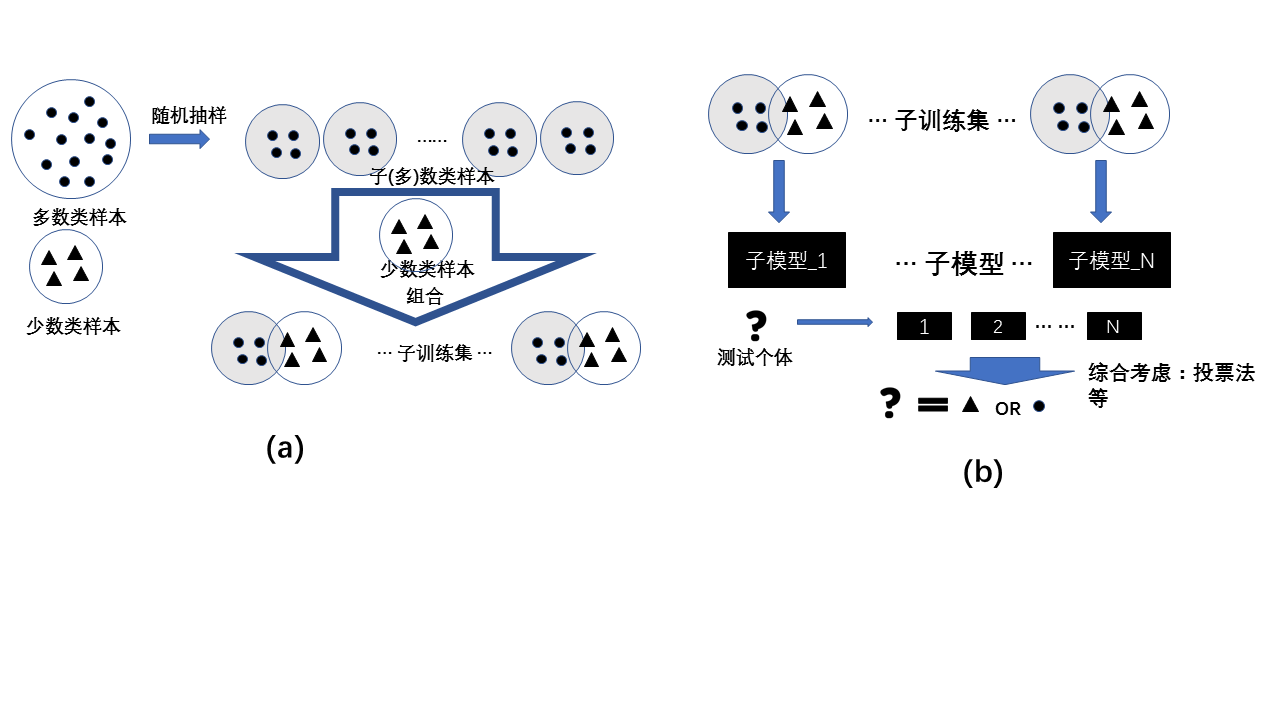 随机抽样
……
多数类样本
子(多)数类样本
少数类样本
少数类样本
组合
… 子训练集 …
(a)
… 子训练集 …
子模型_1
… 子模型 …
子模型_N
?
测试个体
1
2
… …
N
综合考虑：投票法
等
? = ▲ OR ●
(b)